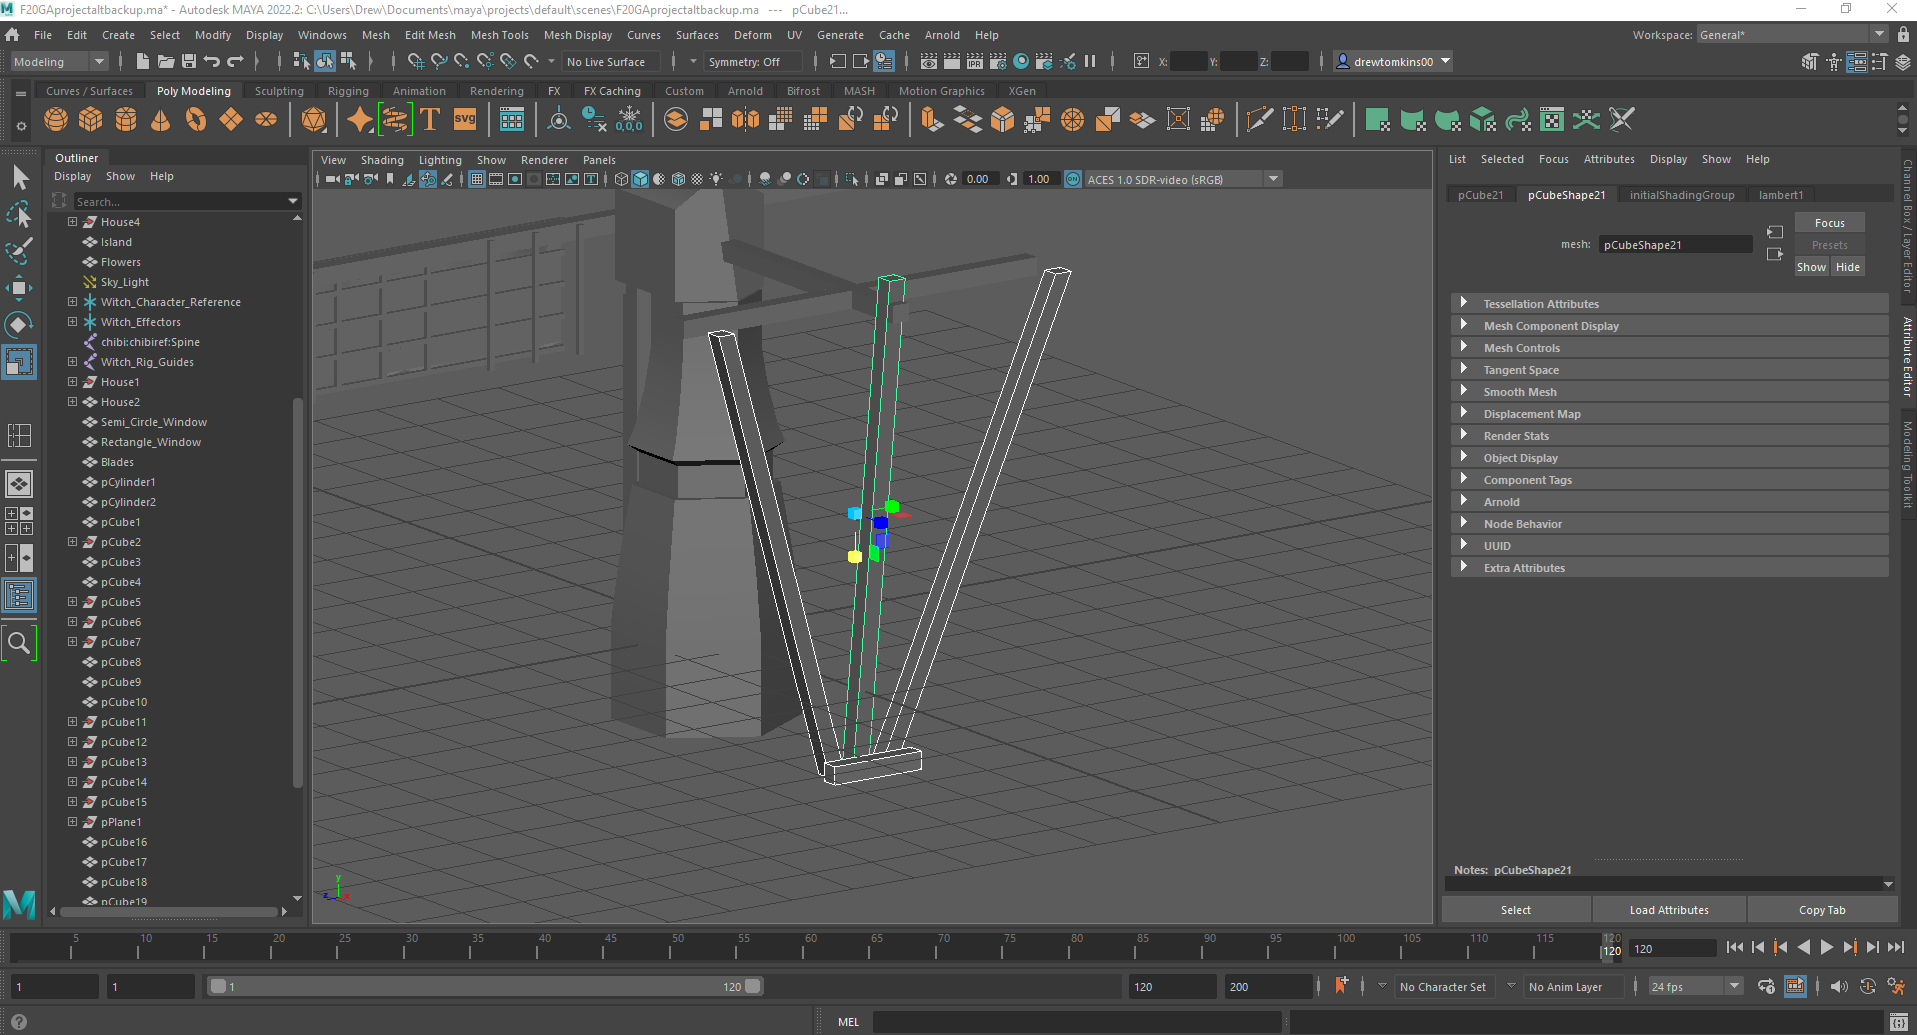 F20GAprojectaltbackup.ma* - Autodesk MAYA 2022.2: C:\Users\Drew\Documents\maya\projects\default\scenes\F20GAprojectaltbackup.ma --- pCube21...
File Edit Create Select Modify Display Windows Mesh Edit Mesh Mesh Tools Mesh Display Curves Surfaces Deform UV Generate Cache Arnold Help
Workspace: General*
Modeling
No Live Surface
Symmetry: Off
IPR
X: Y: Z:
drewtomkins00
Curves / Surfaces Poly Modeling Sculpting Rigging Animation Rendering FX FX Caching Custom Arnold Bifrost MASH Motion Graphics XGen
T
SVG
0,0,0
Outliner
Display Show Help
Search...
House4
Island
Flowers
Sky_Light
Witch_Character_Reference
Witch_Effectors
chibi:chibiref:Spine
Witch_Rig_Guides
House1
House2
Semi_Circle_Window
Rectangle_Window
Blades
pCylinder1
pCylinder2
pCube1
pCube2
pCube3
pCube4
pCube5
pCube6
pCube7
pCube8
pCube9
pCube10
pCube11
pCube12
pCube13
pCube14
pCube15
pPlane1
pCube16
pCube17
pCube18
pCube19
View Shading Lighting Show Renderer Panels
0.00
1.00
ON
ACES 1.0 SDR-video (sRGB)
y
z
x
List Selected Focus Attributes Display Show Help
pCube21 pCubeShape21 initialShadingGroup lambert1
mesh: pCubeShape21
Focus
Presets
Show Hide
Tessellation Attributes
Mesh Component Display
Mesh Controls
Tangent Space
Smooth Mesh
Displacement Map
Render Stats
Object Display
Component Tags
Arnold
Node Behavior
UUID
Extra Attributes
Notes: pCubeShape21
Select Load Attributes Copy Tab
Channel Box / Layer Editor
Attribute Editor
Modeling Toolkit
5 10 15 20 25 30 35 40 45 50 55 60 65 70 75 80 85 90 95 100 105 110 115 120
120
120
1 1 1 120 120 200
No Character Set
No Anim Layer
24 fps
MEL